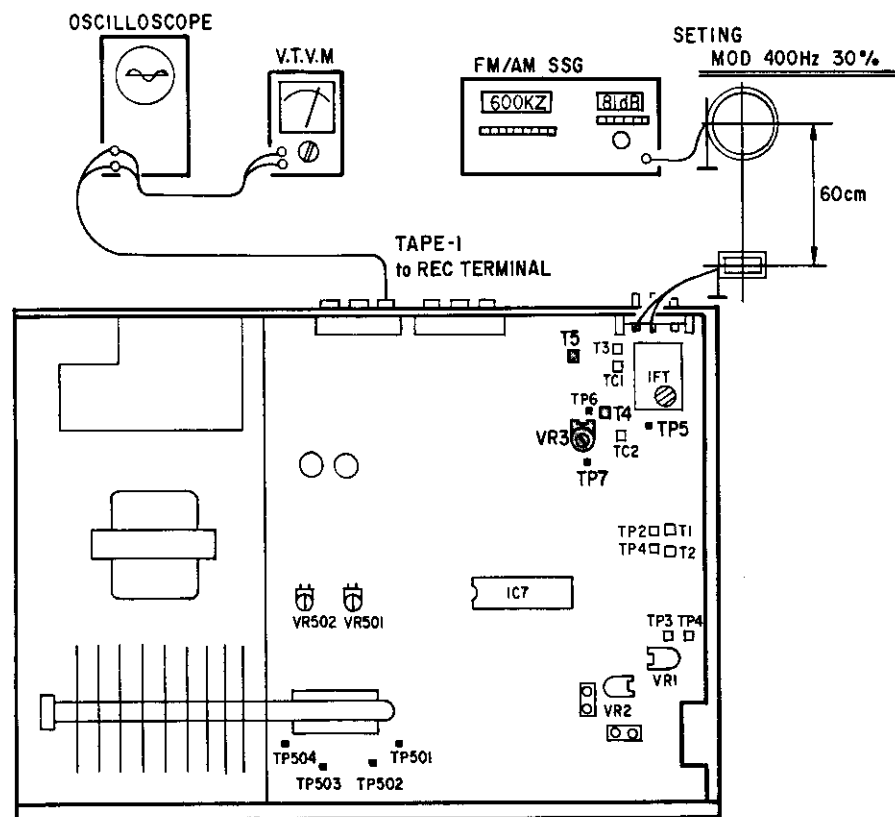 OSCILLOSCOPE
V.T.V.M
FM/AM SSG
SETING
MOD 400Hz 30%
600KZ
81dB
60cm
TAPE-1
to REC TERMINAL
T5
T3
TC1
IFT
TP6
T4
VR3
TC2
TP5
TP7
TP2
T1
TP4
T2
IC7
VR502
VR501
TP3
TP4
VR1
VR2
TP504
TP501
TP503
TP502